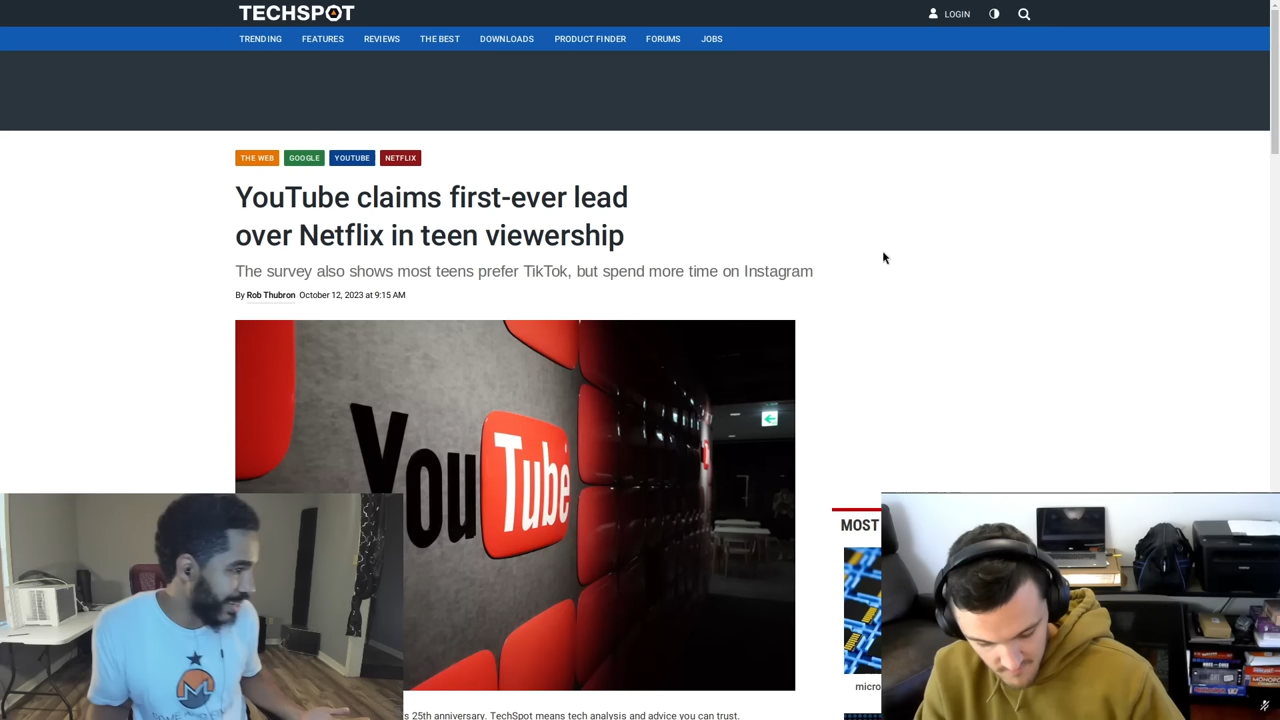 TECHSPOT
LOGIN
TRENDING FEATURES REVIEWS THE BEST DOWNLOADS PRODUCT FINDER FORUMS JOBS
THE WEB GOOGLE YOUTUBE NETFLIX
YouTube claims first-ever lead
over Netflix in teen viewership
The survey also shows most teens prefer TikTok, but spend more time on Instagram
By Rob Thubron October 12, 2023 at 9:15 AM
YouTube
MOST
micro
s 25th anniversary. TechSpot means tech analysis and advice you can trust.